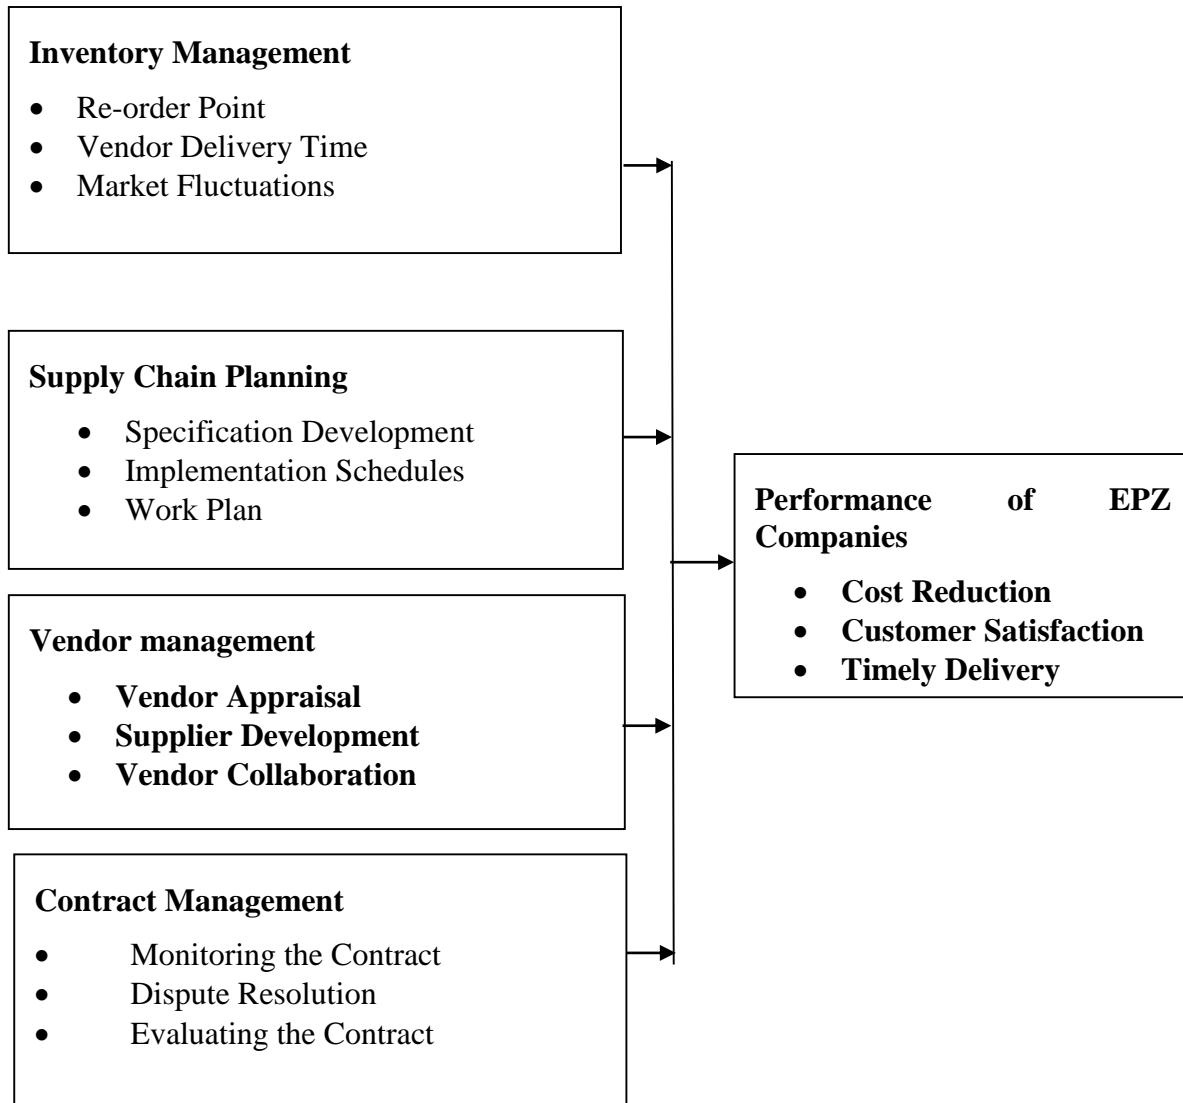 Inventory Management
• Re-order Point
• Vendor Delivery Time
• Market Fluctuations
Supply Chain Planning
• Specification Development
• Implementation Schedules
• Work Plan
Vendor management
• Vendor Appraisal
• Supplier Development
• Vendor Collaboration
Contract Management
• Monitoring the Contract
• Dispute Resolution
• Evaluating the Contract
Performance of EPZ
Companies
• Cost Reduction
• Customer Satisfaction
• Timely Delivery